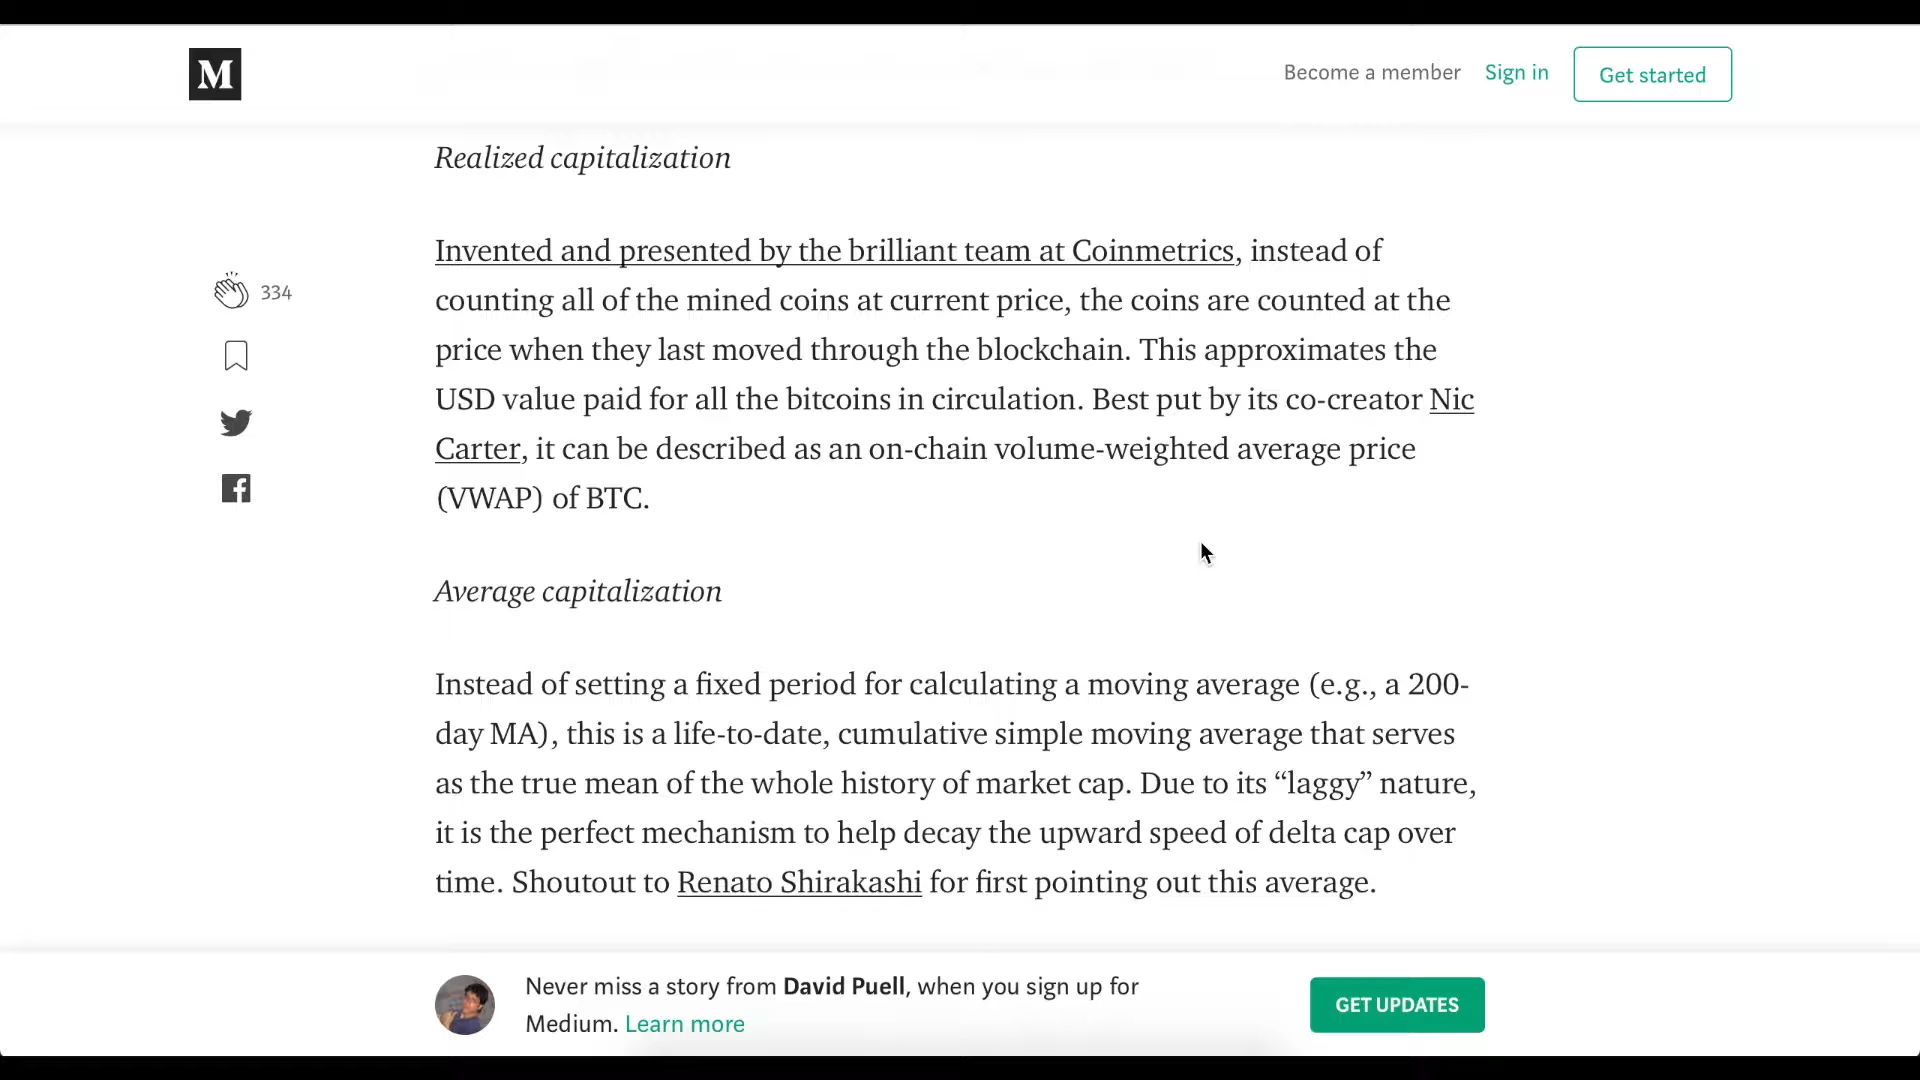 M
Become a member Sign in Get started
Realized capitalization
Invented and presented by the brilliant team at Coinmetrics, instead of
counting all of the mined coins at current price, the coins are counted at the
price when they last moved through the blockchain. This approximates the
USD value paid for all the bitcoins in circulation. Best put by its co-creator Nic
Carter, it can be described as an on-chain volume-weighted average price
(VWAP) of BTC.
334
Average capitalization
Instead of setting a fixed period for calculating a moving average (e.g., a 200-
day MA), this is a life-to-date, cumulative simple moving average that serves
as the true mean of the whole history of market cap. Due to its “laggy” nature,
it is the perfect mechanism to help decay the upward speed of delta cap over
time. Shoutout to Renato Shirakashi for first pointing out this average.
Never miss a story from David Puell, when you sign up for
Medium. Learn more
GET UPDATES